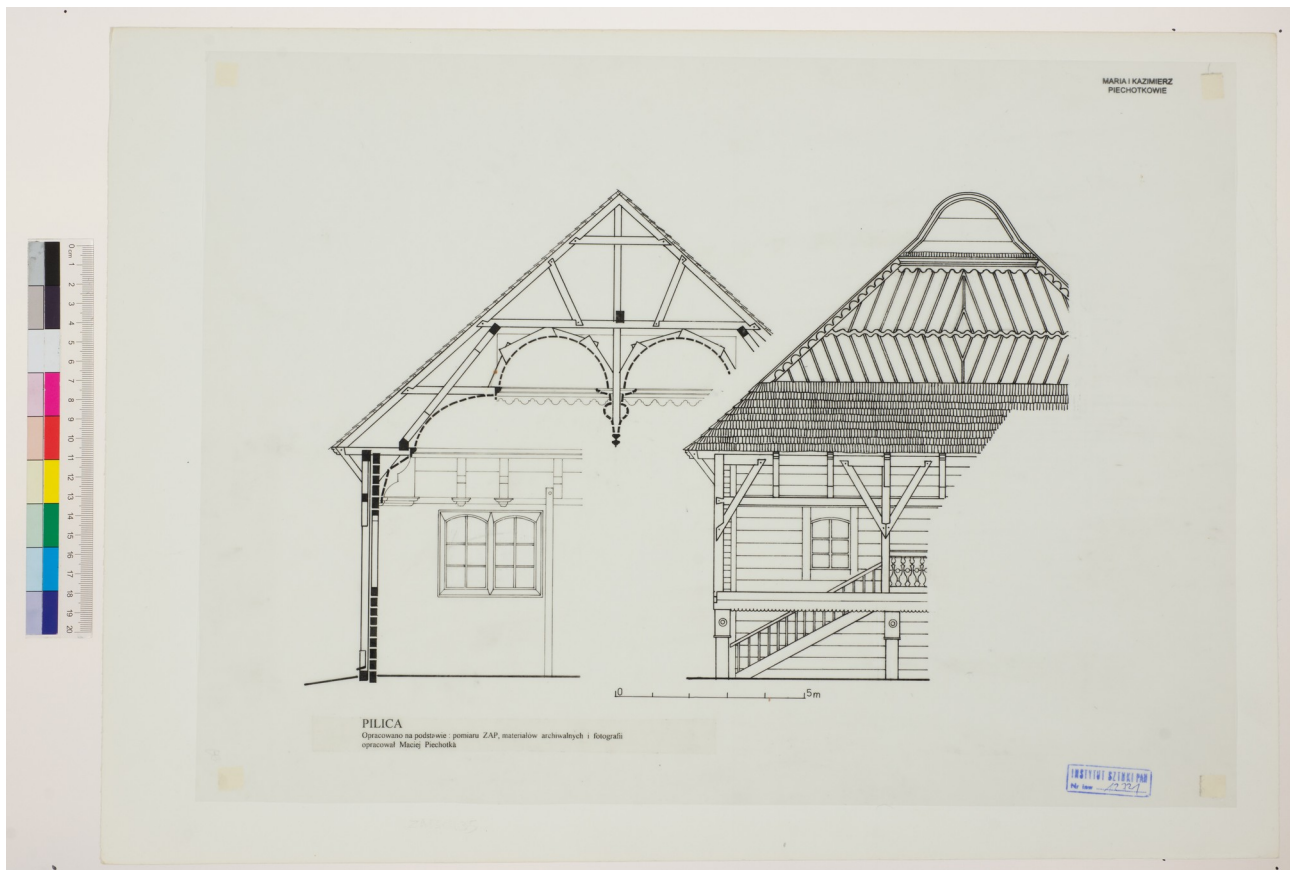 MARIA i KAZIMIERZ
PIECHOTKOWIE
0 cm 1 2 3 4 5 6 7 8 9 10 11 12 13 14 15 16 17 18 19 20
0 5 m
PILICA
Opracowano na podstawie : pomiaru ZAP, materiałów archiwalnych i fotografii
opracował Maciej Piechotka
INSTYTUT SZTUKI PAN
Nr inw